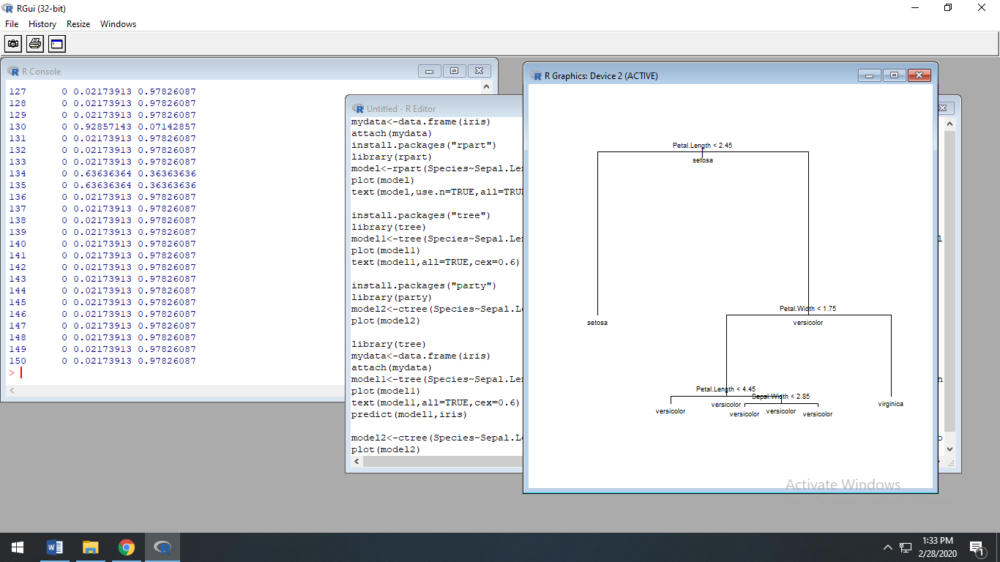 RGui (32-bit)
File History Resize Windows
R Console
127 0 0.02173913 0.97826087
128 0 0.02173913 0.97826087
129 0 0.02173913 0.97826087
130 0 0.92857143 0.07142857
131 0 0.02173913 0.97826087
132 0 0.02173913 0.97826087
133 0 0.02173913 0.97826087
134 0 0.63636364 0.36363636
135 0 0.63636364 0.36363636
136 0 0.02173913 0.97826087
137 0 0.02173913 0.97826087
138 0 0.02173913 0.97826087
139 0 0.02173913 0.97826087
140 0 0.02173913 0.97826087
141 0 0.02173913 0.97826087
142 0 0.02173913 0.97826087
143 0 0.02173913 0.97826087
144 0 0.02173913 0.97826087
145 0 0.02173913 0.97826087
146 0 0.02173913 0.97826087
147 0 0.02173913 0.97826087
148 0 0.02173913 0.97826087
149 0 0.02173913 0.97826087
150 0 0.02173913 0.97826087
>
Untitled - R Editor
mydata<-data.frame(iris)
attach(mydata)
install.packages("rpart")
library(rpart)
model<-rpart(Species~Sepal.Le
plot(model)
text(model,use.n=TRUE,all=TRU
install.packages("tree")
library(tree)
model1<-tree(Species~Sepal.Le
plot(model1)
text(model1,all=TRUE,cex=0.6)
install.packages("party")
library(party)
model2<-ctree(Species~Sepal.
plot(model2)
library(tree)
mydata<-data.frame(iris)
attach(mydata)
model1<-tree(Species~Sepal.Le
plot(model1)
text(model1,all=TRUE,cex=0.6)
predict(model1,iris)
model2<-ctree(Species~Sepal.
plot(model2)
R Graphics: Device 2 (ACTIVE)
Petal.Length < 2.45
setosa
Petal.Width < 1.75
setosa
versicolor
Petal.Length < 4.45
Sepal.Width < 2.85
versicolor
versicolor
versicolor
versicolor
versicolor
virginica
Activate Windows
1:33 PM
2/28/2020
1